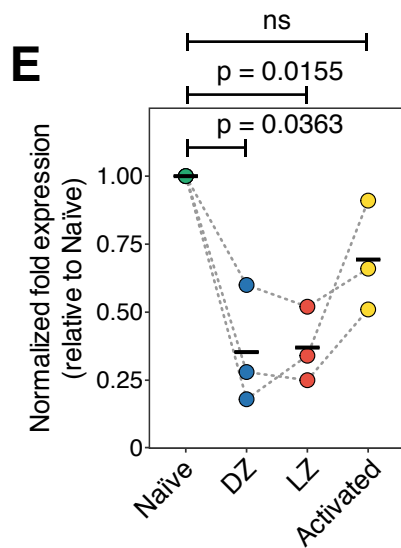 E
ns
p = 0.0155
p = 0.0363
Normalized fold expression
(relative to Naïve)
1.00
0.75
0.50
0.25
0
Naïve
DZ
LZ
Activated